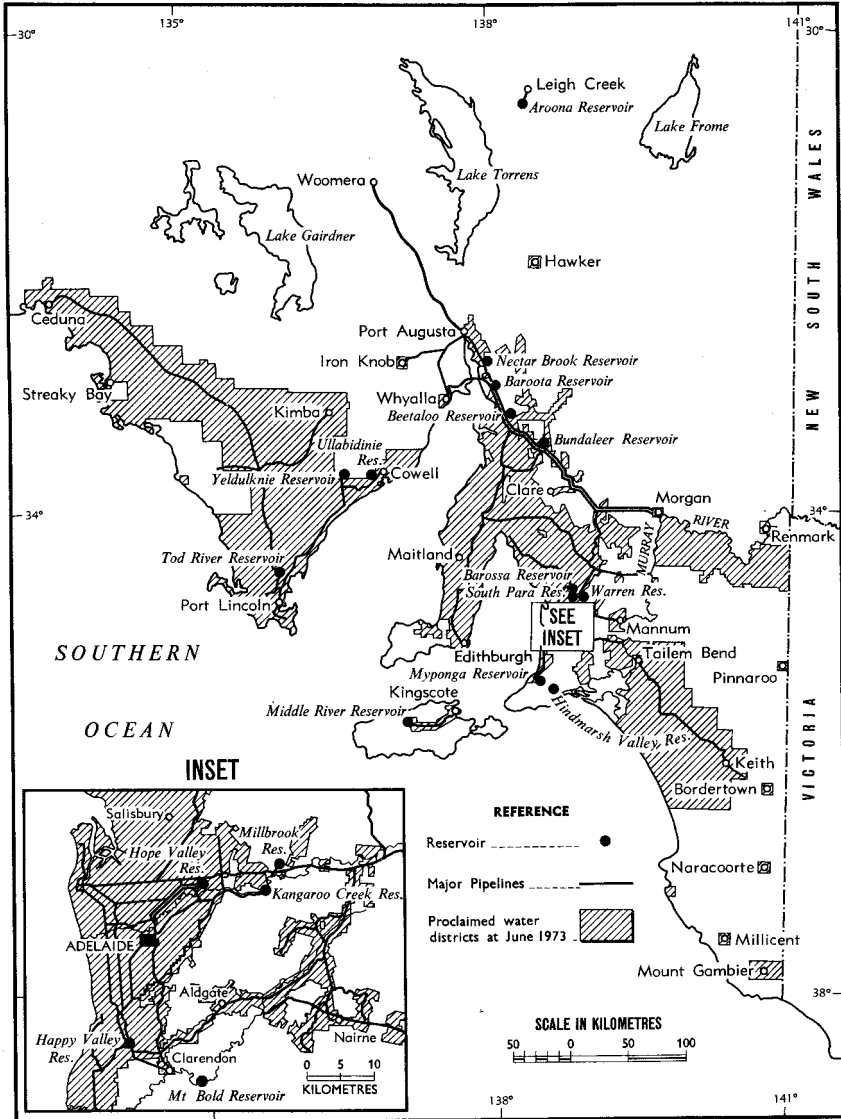 135°
138°
141°
30°
30°
Leigh Creek
Aroona Reservoir
Lake Frome
Lake Torrens
Woomera
Lake Gairdner
Hawker
NEW SOUTH WALES
Ceduna
Port Augusta
Iron Knob
Nectar Brook Reservoir
Streaky Bay
Whyalla
Baroota Reservoir
Kimba
Beetaloo Reservoir
Ullabidinie
Res.
Bundaleer Reservoir
Yeldulknie Reservoir
Cowell
Clare
Morgan
34°
34°
RIVER
MURRAY
Renmark
Tod River Reservoir
Maitland
Barossa Reservoir
South Para Res.
Warren Res.
Port Lincoln
SEE
INSET
Mannum
SOUTHERN
Edithburgh
Tailem Bend
Pinnaroo
Myponga Reservoir
Kingscote
Middle River Reservoir
Hindmarsh Valley Res.
OCEAN
VICTORIA
Keith
INSET
Bordertown
Salisbury
Millbrook
Res.
Hope Valley
Res.
Kangaroo Creek Res.
ADELAIDE
Aldgate
Nairne
Happy Valley
Res.
Clarendon
Mt Bold Reservoir
0 5 10
KILOMETRES
REFERENCE
Reservoir
Major Pipelines
Proclaimed water
districts at June 1973
Naracoorte
Millicent
Mount Gambier
38°
SCALE IN KILOMETRES
50 0 50 100
138°
141°